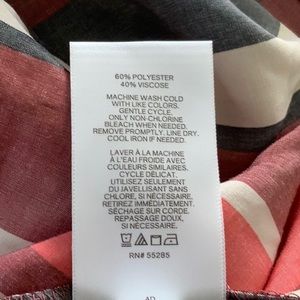 60% POLYESTER
40% VISCOSE
MACHINE WASH COLD
WITH LIKE COLORS.
GENTLE CYCLE.
ONLY NON-CHLORINE
BLEACH WHEN NEEDED.
REMOVE PROMPTLY. LINE DRY.
COOL IRON IF NEEDED.
LAVER À LA MACHINE
À L'EAU FROIDE AVEC
COULEURS SIMILAIRES.
CYCLE DÉLICAT.
UTILISEZ SEULEMENT
DU JAVELLISANT SANS
CHLORE SI NÉCESSAIRE.
RETIREZ IMMÉDIATEMENT.
SÉCHAGE SUR CORDE.
REPASSAGE DOUX,
SI NÉCESSAIRE.
RN# 55285